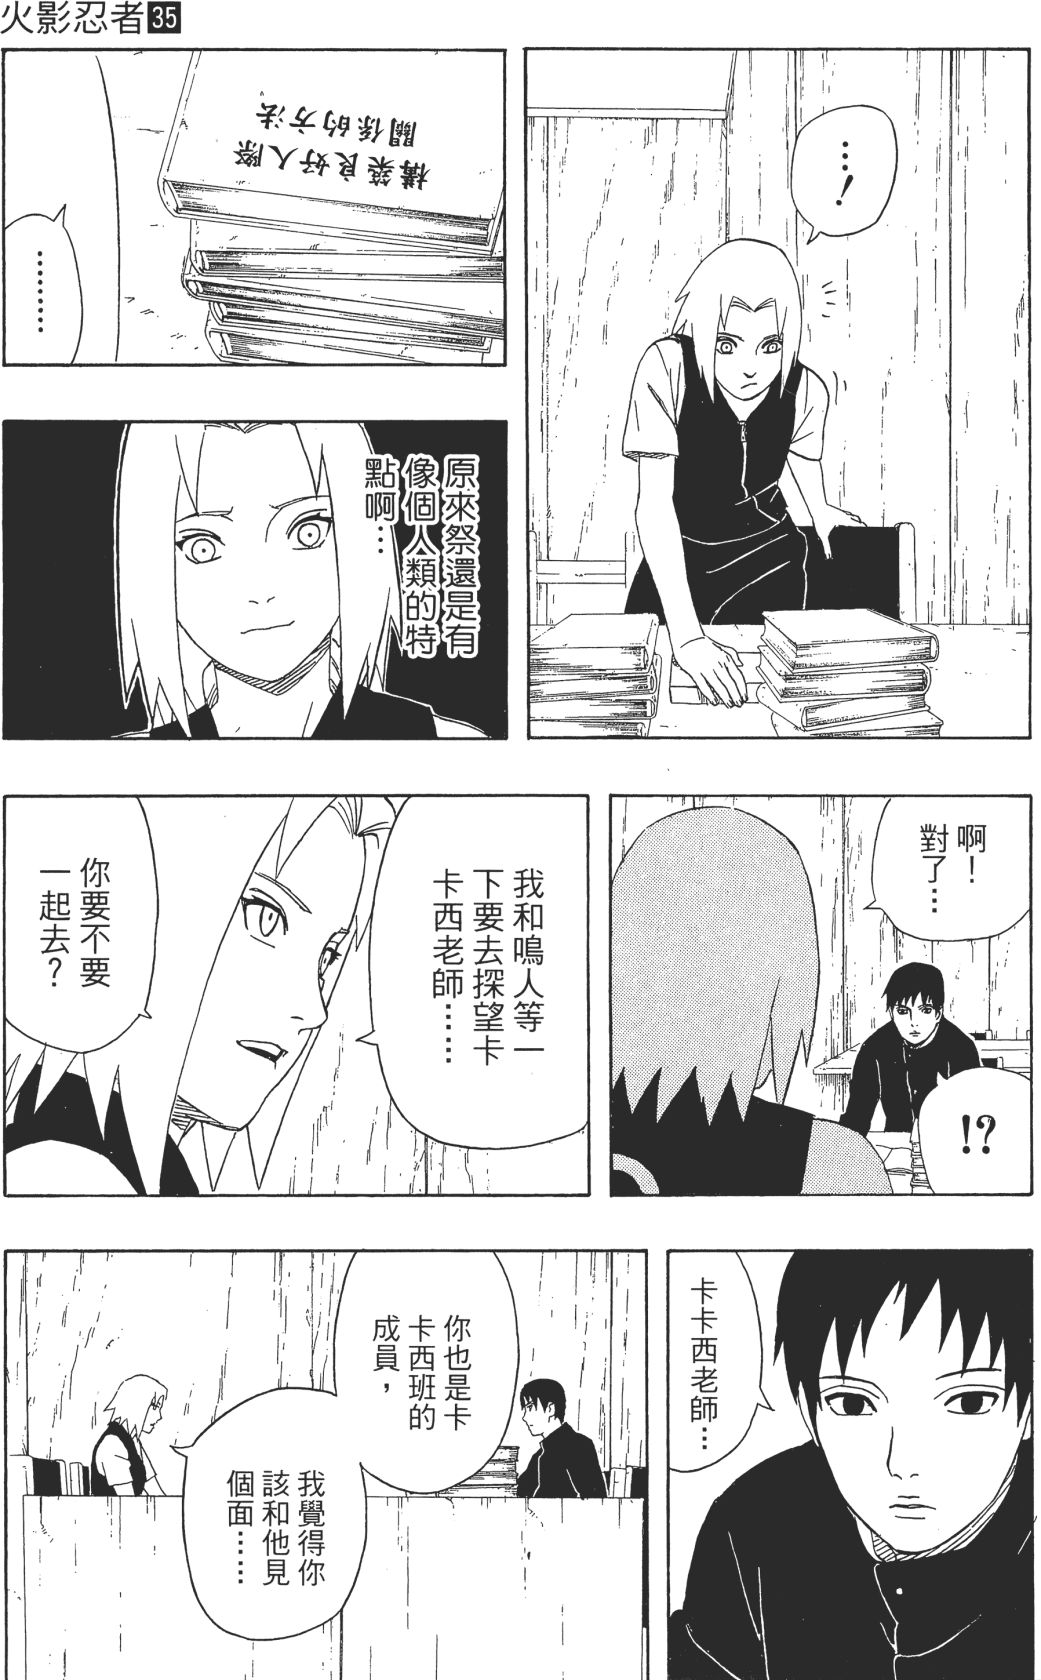 火影忍者35
…！
構築良好人際
關係的方法
………
原來祭還是有
像個人類的特
點啊…
啊！
對了…
!?
我和鳴人等一
下要去探望卡
卡西老師……
你要不要
一起去？
卡卡西老師…
你也是卡
卡西班的
成員，
我覺得你
該和他見
個面……